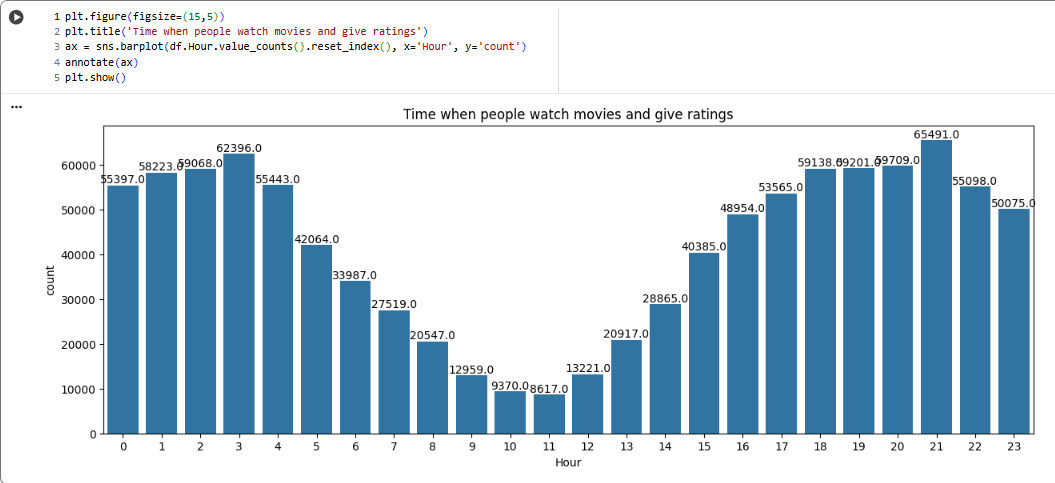 1 plt.figure(figsize=(15,5))
2 plt.title('Time when people watch movies and give ratings')
3 ax = sns.barplot(df.Hour.value_counts().reset_index(), x='Hour', y='count')
4 annotate(ax)
5 plt.show()
Time when people watch movies and give ratings
65491.0
62396.0
58223.0 59068.0 59138.0 59201.0 59709.0
55397.0 55443.0 55098.0
53565.0
50075.0
48954.0
42064.0
40385.0
33987.0
27519.0 28865.0
20547.0 20917.0
12959.0 13221.0
9370.0 8617.0
60000
50000
40000
30000
20000
10000
0
count
0 1 2 3 4 5 6 7 8 9 10 11 12 13 14 15 16 17 18 19 20 21 22 23
Hour